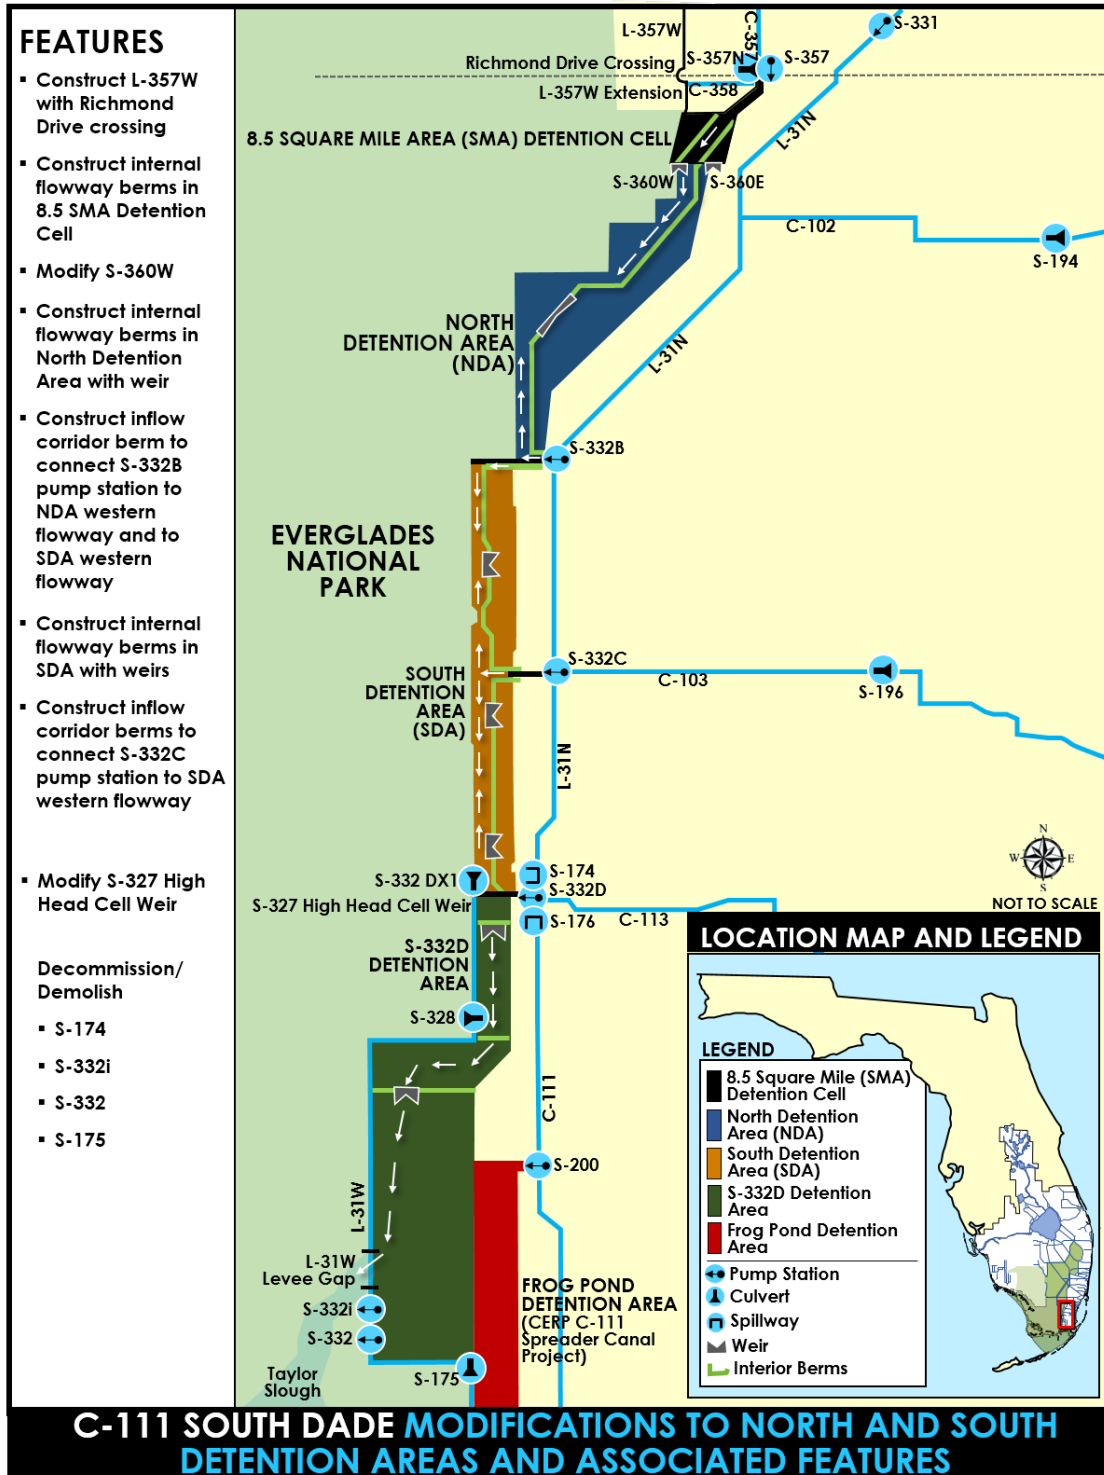 FEATURES
▪ Construct L-357W
with Richmond
Drive crossing
▪ Construct internal
flowway berms in
8.5 SMA Detention
Cell
▪ Modify S-360W
▪ Construct internal
flowway berms in
North Detention
Area with weir
▪ Construct inflow
corridor berm to
connect S-332B
pump station to
NDA western
flowway and to
SDA western
flowway
▪ Construct internal
flowway berms in
SDA with weirs
▪ Construct inflow
corridor berms to
connect S-332C
pump station to SDA
western flowway
▪ Modify S-327 High
Head Cell Weir
Decommission/
Demolish
▪ S-174
▪ S-332i
▪ S-332
▪ S-175
L-357W
C-357
S-331
Richmond Drive Crossing
S-357N
S-357
L-357W Extension
C-358
L-31N
8.5 SQUARE MILE AREA (SMA) DETENTION CELL
S-360W
S-360E
C-102
S-194
NORTH
DETENTION AREA
(NDA)
L-31N
S-332B
EVERGLADES
NATIONAL
PARK
S-332C
C-103
S-196
SOUTH
DETENTION
AREA
(SDA)
L-31N
N
W
E
S
NOT TO SCALE
S-332 DX1
S-174
S-332D
S-327 High Head Cell Weir
S-176
C-113
S-332D
DETENTION
AREA
S-328
C-111
S-200
L-31W
L-31W
Levee Gap
S-332i
S-332
S-175
Taylor
Slough
FROG POND
DETENTION AREA
(CERP C-111
Spreader Canal
Project)
LOCATION MAP AND LEGEND
LEGEND
8.5 Square Mile (SMA)
Detention Cell
North Detention
Area (NDA)
South Detention
Area (SDA)
S-332D Detention
Area
Frog Pond Detention
Area
Pump Station
Culvert
Spillway
Weir
Interior Berms
C-111 SOUTH DADE MODIFICATIONS TO NORTH AND SOUTH
DETENTION AREAS AND ASSOCIATED FEATURES